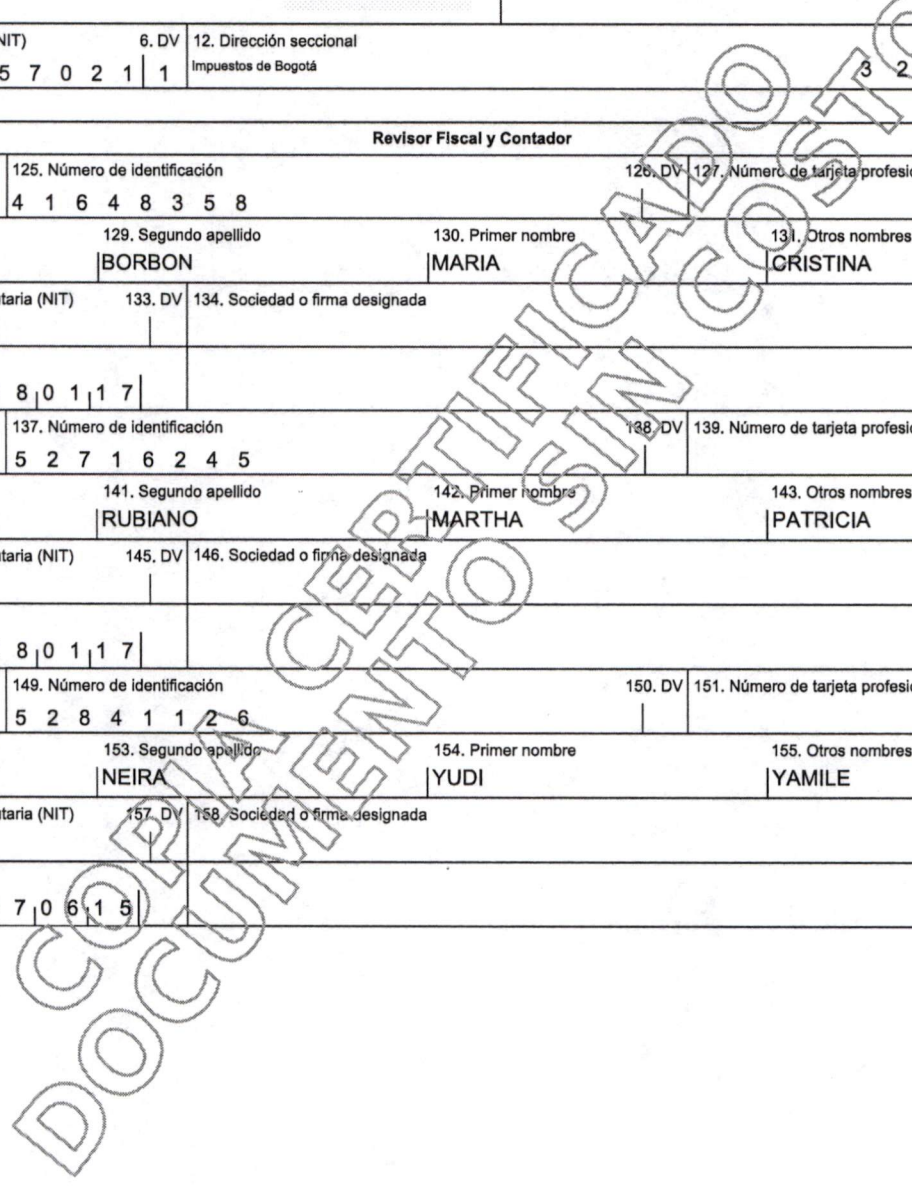 NIT) 6. DV 12. Dirección seccional
5 7 0 2 1 1 Impuestos de Bogotá 3 2
Revisor Fiscal y Contador
125. Número de identificación 126. DV 127. Número de tarjeta profesi
4 1 6 4 8 3 5 8
129. Segundo apellido 130. Primer nombre 131. Otros nombres
BORBON MARIA CRISTINA
taria (NIT) 133. DV 134. Sociedad o firma designada
8 0 1 1 7
137. Número de identificación 138. DV 139. Número de tarjeta profesi
5 2 7 1 6 2 4 5
141. Segundo apellido 142. Primer nombre 143. Otros nombres
RUBIANO MARTHA PATRICIA
taria (NIT) 145. DV 146. Sociedad o firma designada
8 0 1 1 7
149. Número de identificación 150. DV 151. Número de tarjeta profesi
5 2 8 4 1 1 2 6
153. Segundo apellido 154. Primer nombre 155. Otros nombres
NEIRA YUDI YAMILE
taria (NIT) 157. DV 158. Sociedad o firma designada
7 0 6 1 5
COPIA CERTIFICADO
DOCUMENTO SIN COSTO